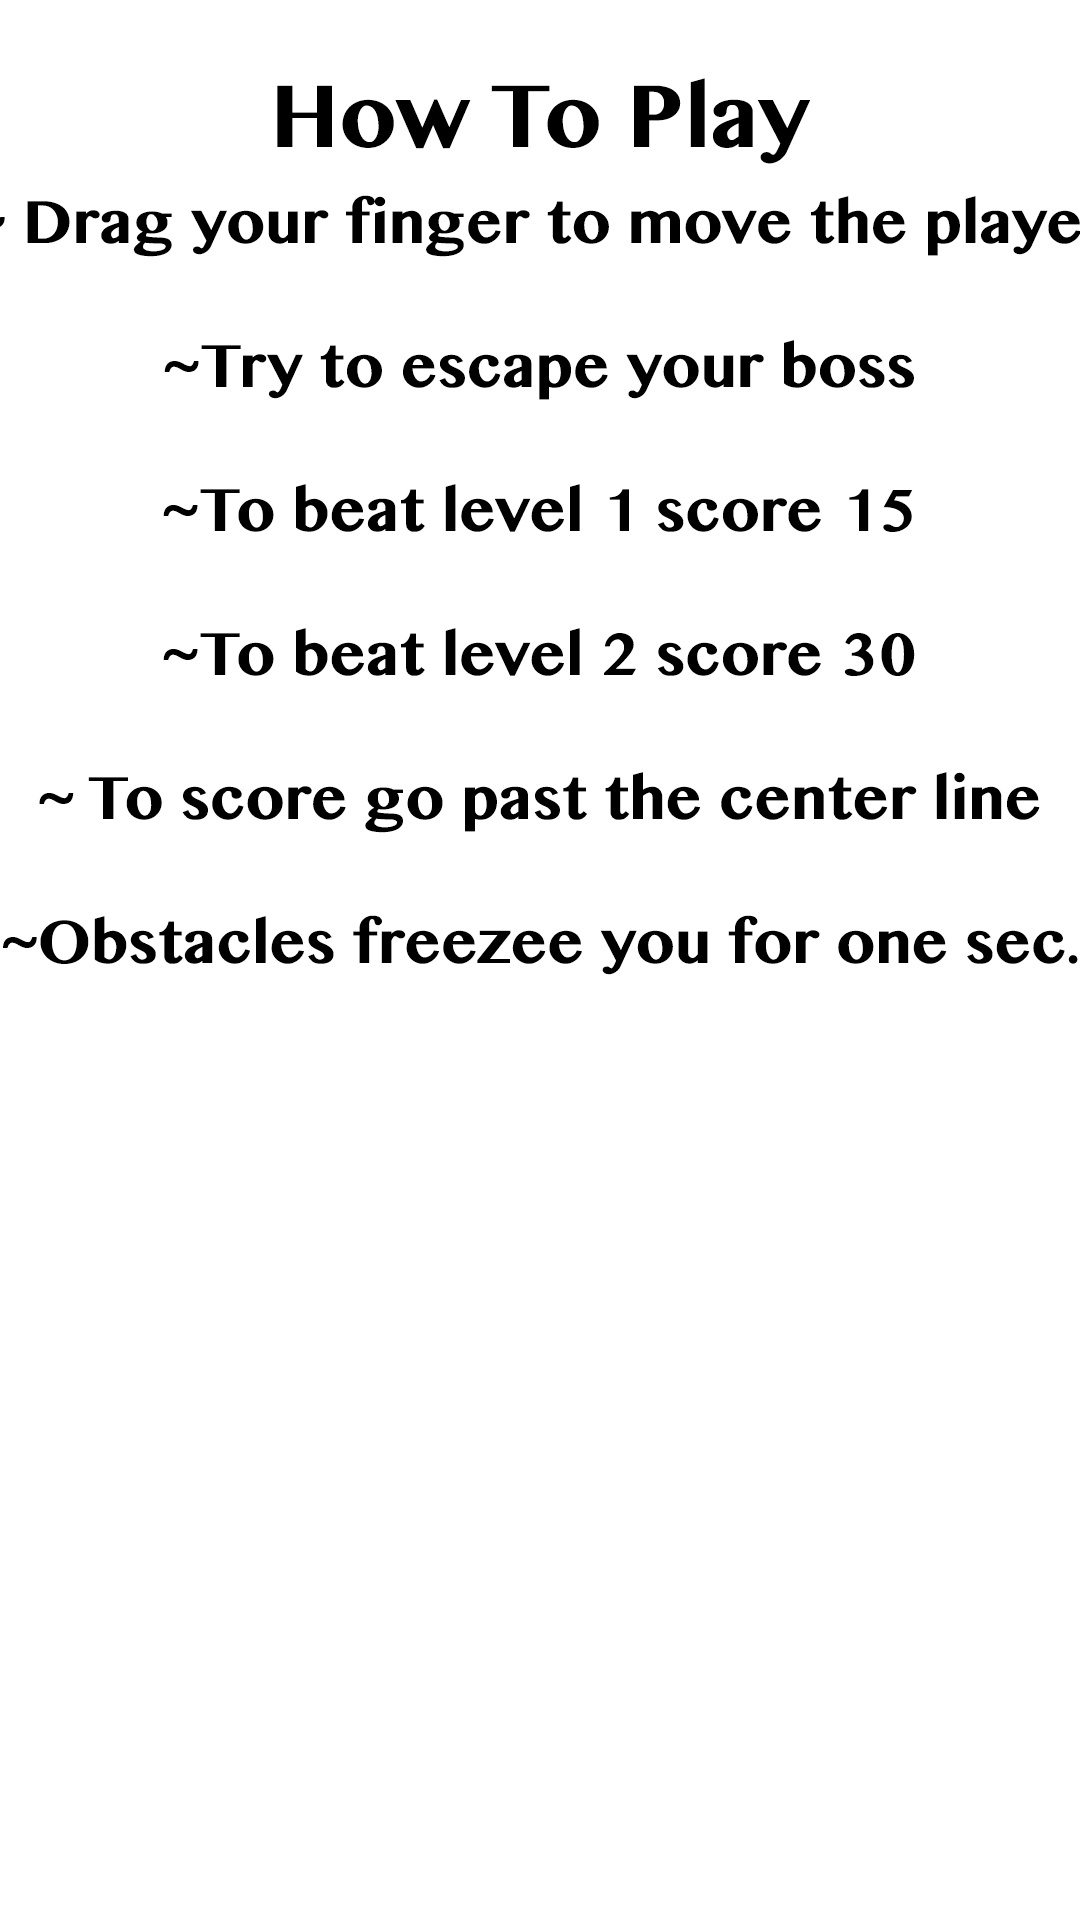 How To Play
~ Drag your finger to move the playe
~Try to escape your boss
~To beat level 1 score 15
~To beat level 2 score 30
~ To score go past the center line
~Obstacles freezee you for one sec.